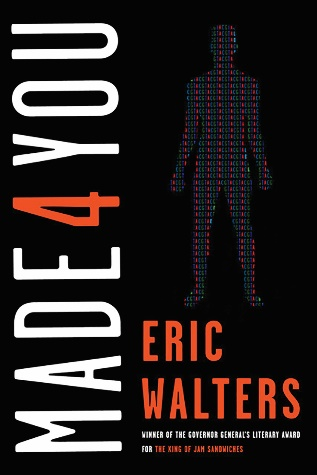 MADE4YOU
ERIC
WALTERS
WINNER OF THE GOVERNOR GENERAL'S LITERARY AWARD
FOR THE KING OF JAM SANDWICHES